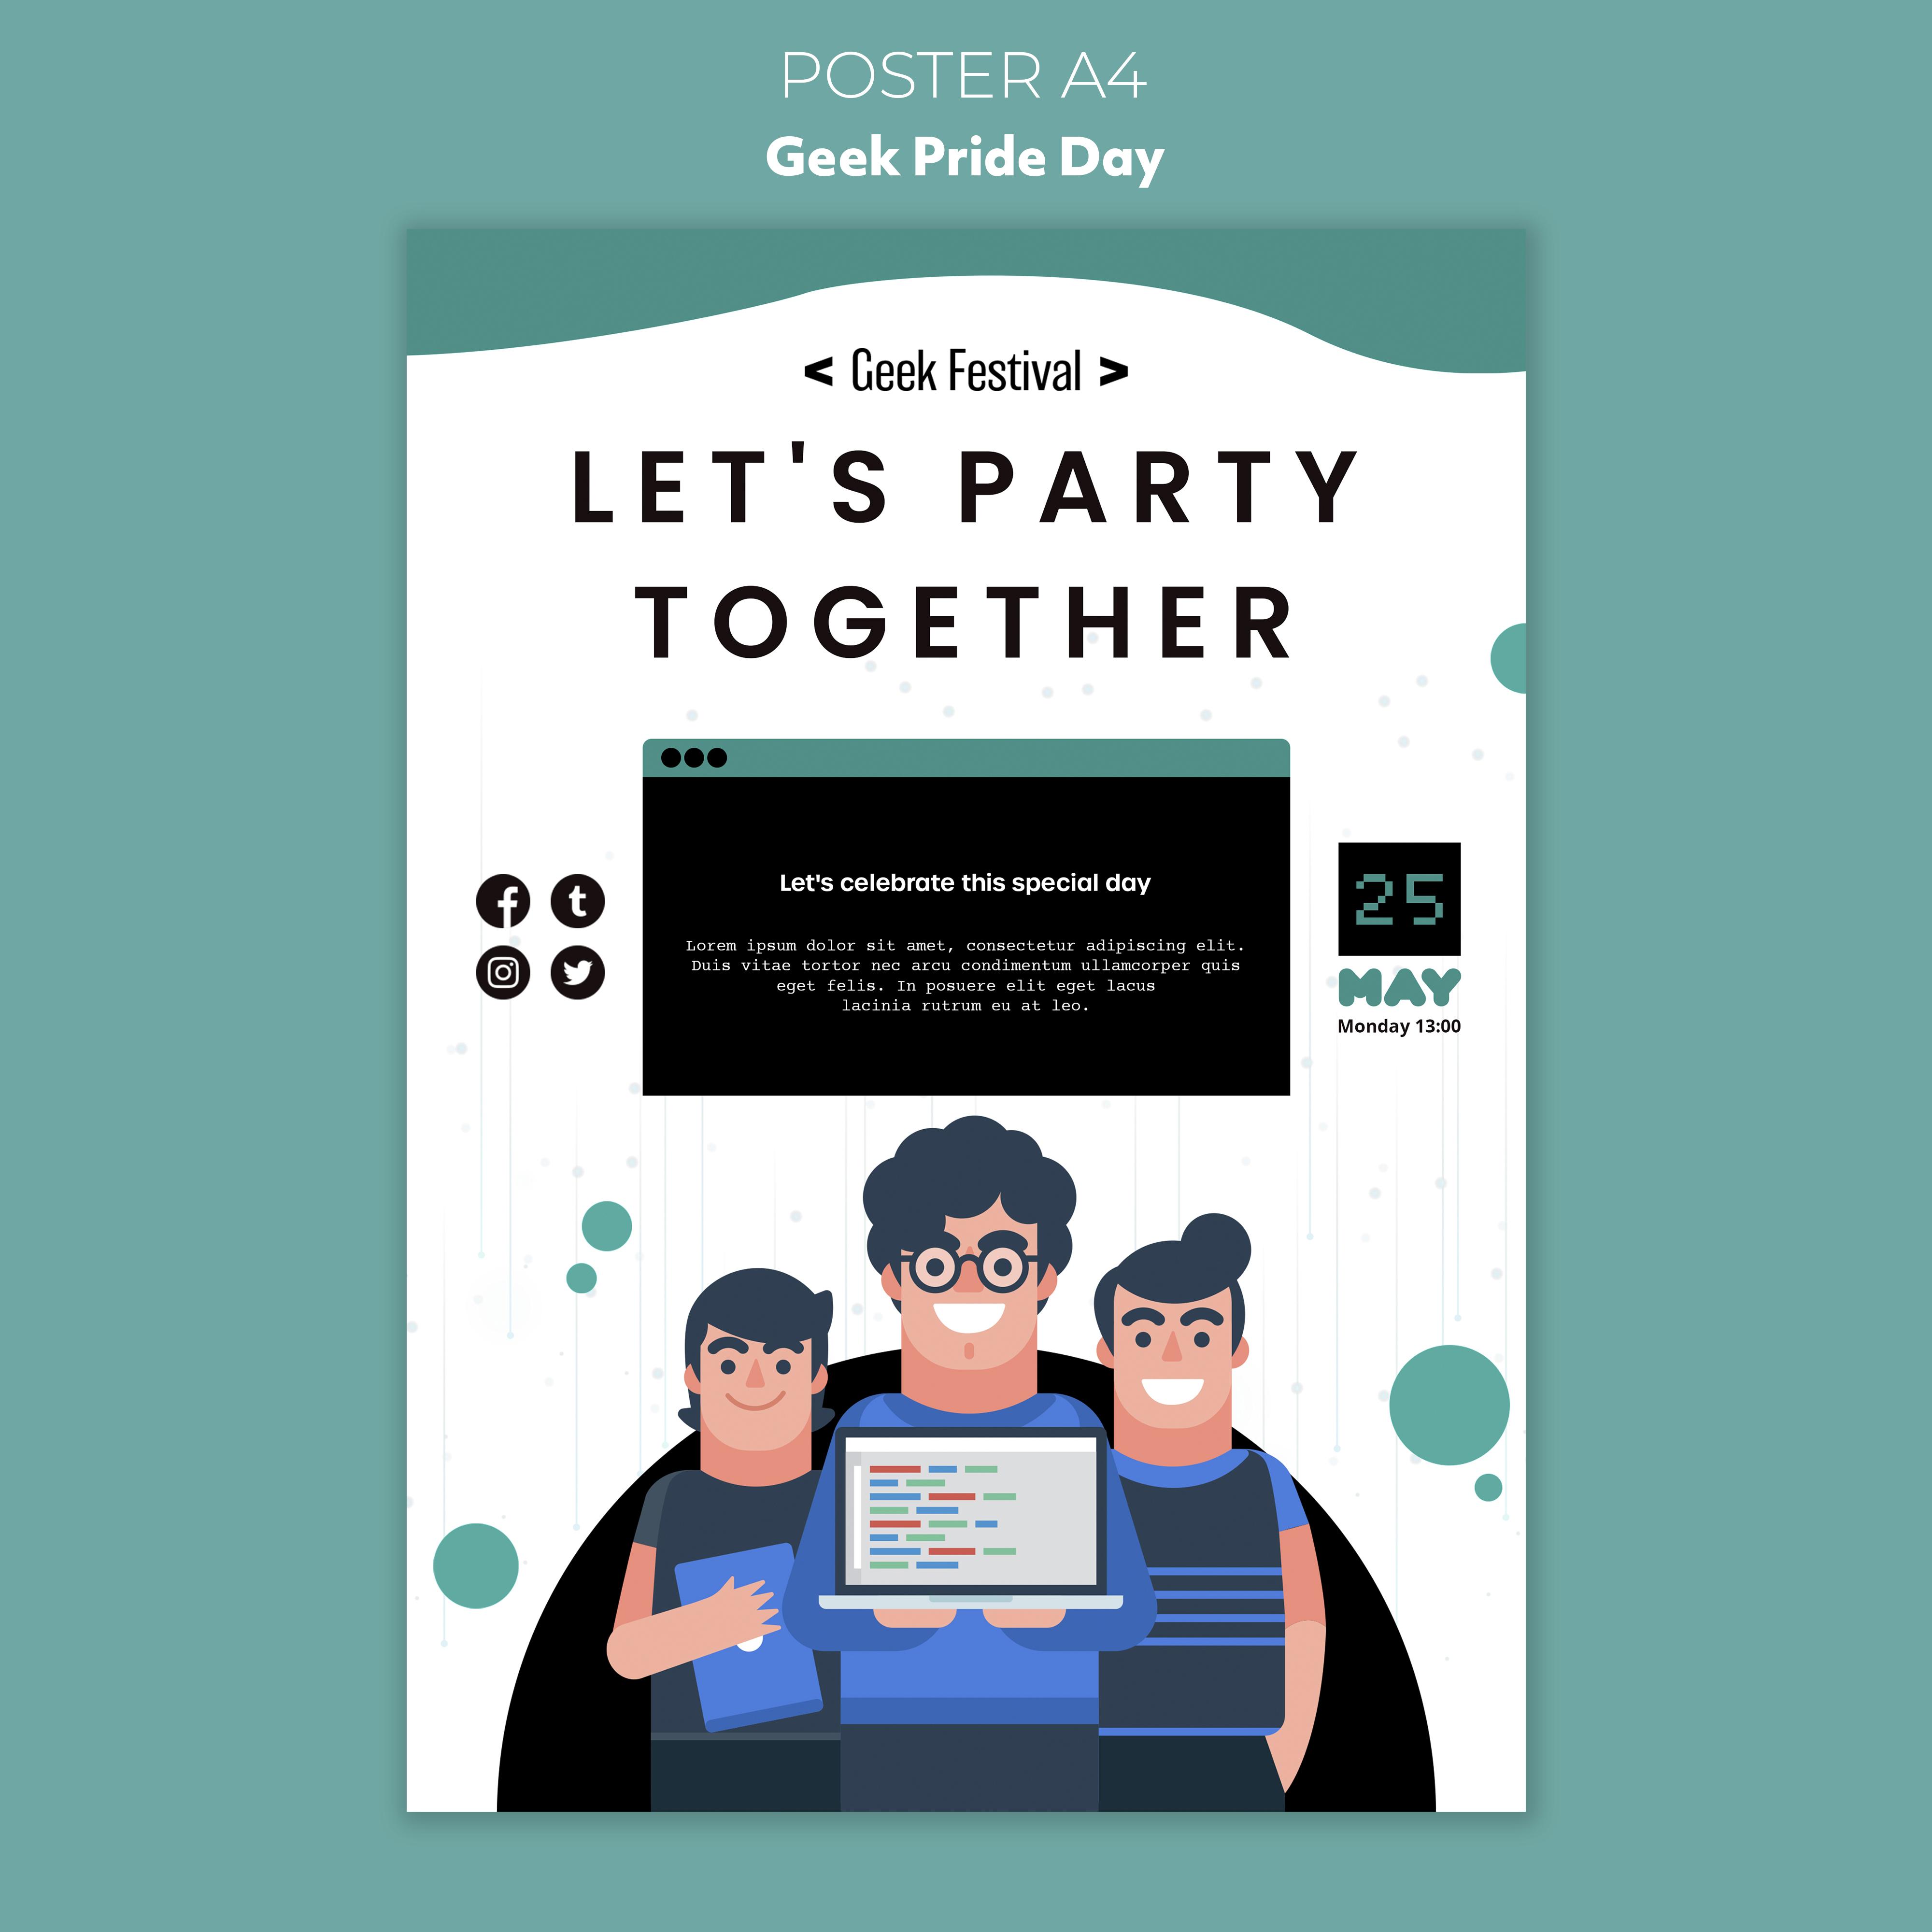 POSTER A4
Geek Pride Day
< Geek Festival >
LET'S PARTY
TOGETHER
Let's celebrate this special day
Lorem ipsum dolor sit amet, consectetur adipiscing elit.
Duis vitae tortor nec arcu condimentum ullamcorper quis
eget felis. In posuere elit eget lacus
lacinia rutrum eu at leo.
25
MAY
Monday 13:00